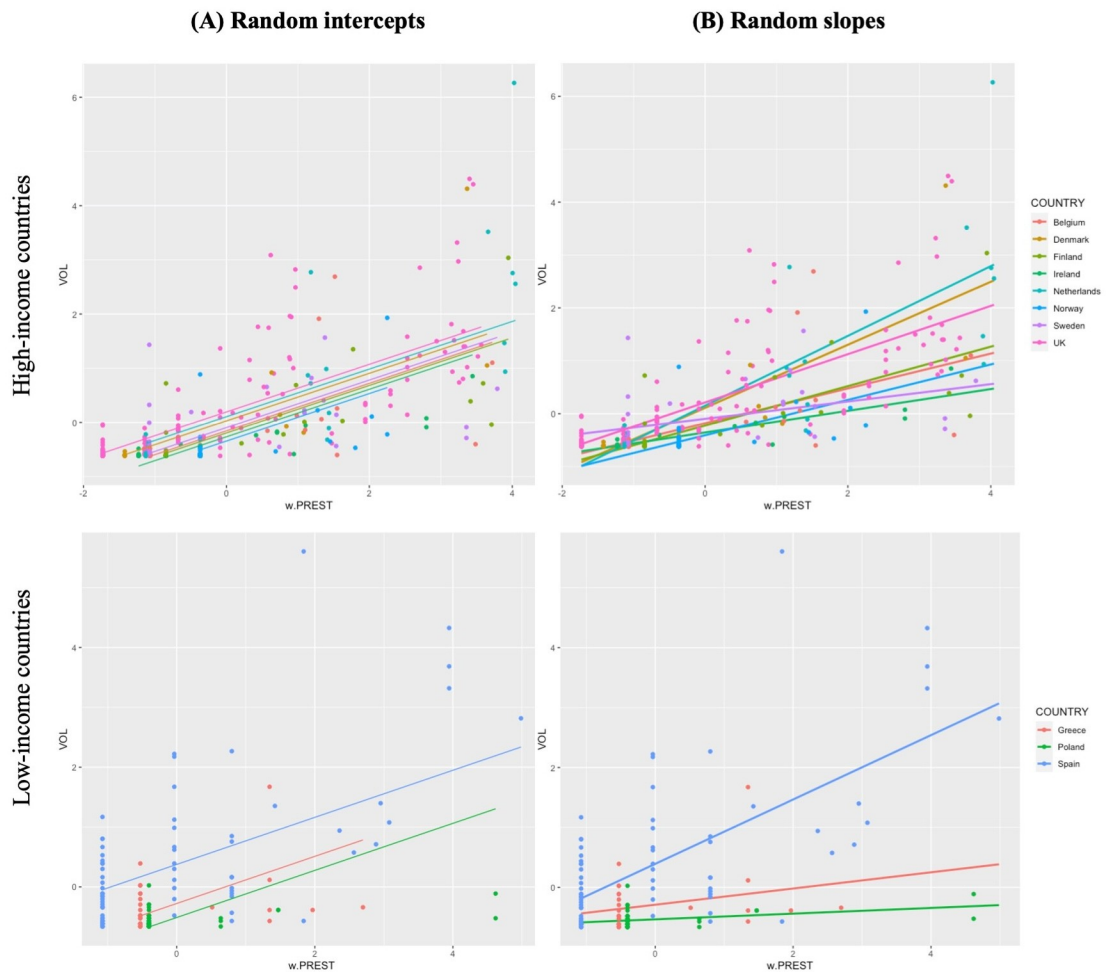 (A) Random intercepts
(B) Random slopes
High-income countries
VOL
6
4
2
0
-2
0
2
4
w.PREST
VOL
6
4
2
0
-2
0
2
4
w.PREST
COUNTRY
Belgium
Denmark
Finland
Ireland
Netherlands
Norway
Sweden
UK
Low-income countries
VOL
4
2
0
0
2
4
w.PREST
VOL
4
2
0
0
2
4
w.PREST
COUNTRY
Greece
Poland
Spain